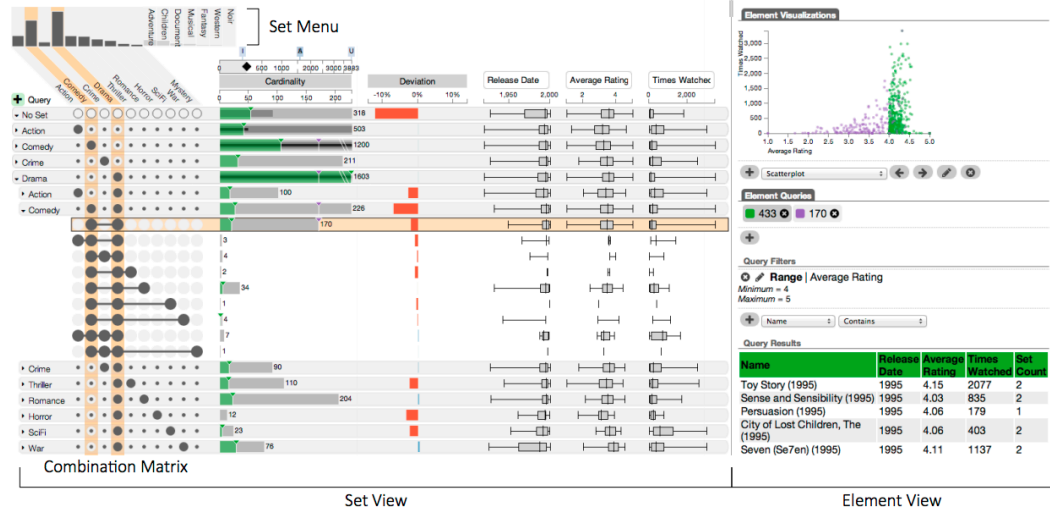 Adventure
Children
Document
Musical
Fantasy
Western
Noir
Set Menu
Action
Comedy
Crime
Drama
Thriller
Romance
Horror
SciFi
War
Mystery
Query
I A U
0 500 1000 2000 3000 3883
Cardinality
0 50 100 150 200
Deviation
-10% 0% 10%
Release Date
1,950 2,000
Average Rating
2 4
Times Watched
0 2,000
No Set 318
Action 503
Comedy 1200
Crime 211
Drama 1603
Action 100
Comedy 226
170
3
4
2
34
1
4
7
1
Crime 90
Thriller 110
Romance 204
Horror 12
SciFi 23
War 76
Combination Matrix
Set View
Element Visualizations
Times Watched
3,000
2,500
2,000
1,500
1,000
500
0
1.0 1.5 2.0 2.5 3.0 3.5 4.0 4.5 5.0
Average Rating
Scatterplot
Element Queries
433 170
Query Filters
Range | Average Rating
Minimum = 4
Maximum = 5
Name Contains
Query Results
Name Release Date Average Rating Times Watched Set Count
Toy Story (1995) 1995 4.15 2077 2
Sense and Sensibility (1995) 1995 4.03 835 2
Persuasion (1995) 1995 4.06 179 1
City of Lost Children, The (1995) 1995 4.06 403 2
Seven (Se7en) (1995) 1995 4.11 1137 2
Element View